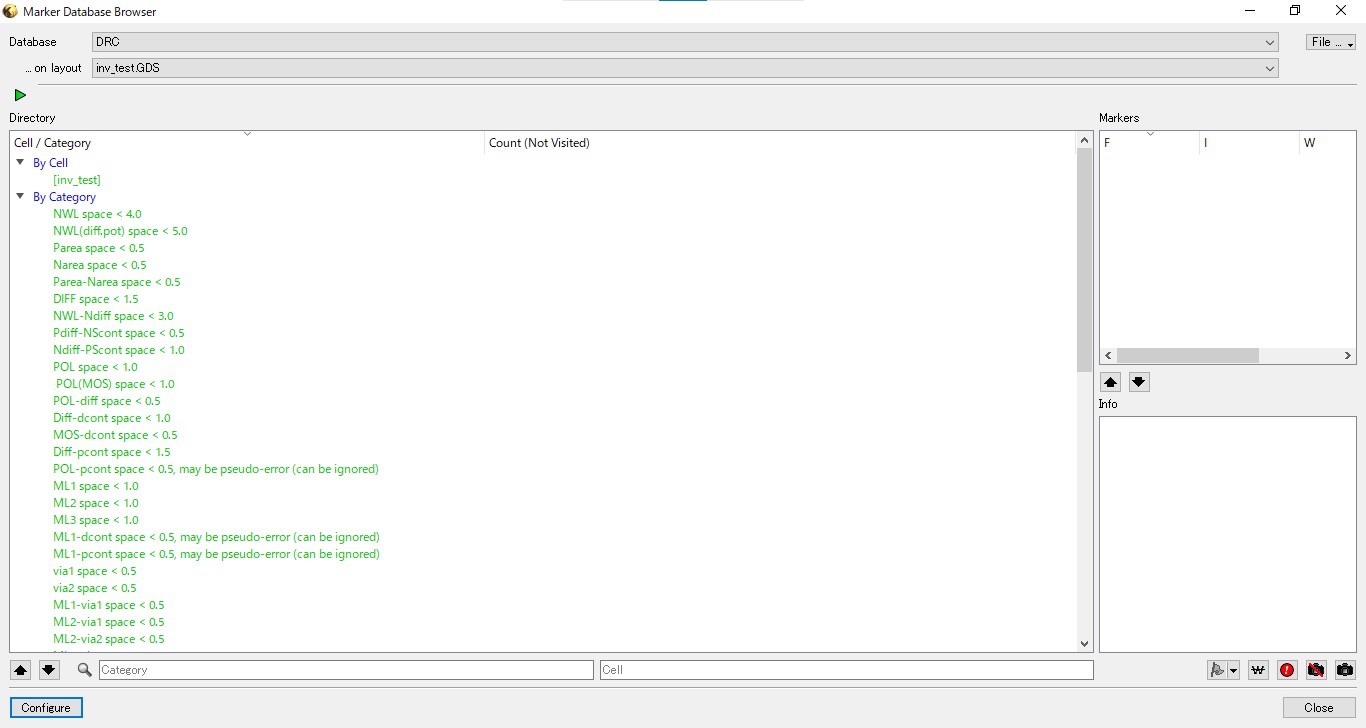 Marker Database Browser
Database
DRC
File ...
... on layout
inv_test.GDS
Directory
Markers
Cell / Category
Count (Not Visited)
F
I
W
By Cell
[inv_test]
By Category
NWL space < 4.0
NWL(diff.pot) space < 5.0
Parea space < 0.5
Narea space < 0.5
Parea-Narea space < 0.5
DIFF space < 1.5
NWL-Ndiff space < 3.0
Pdiff-NScont space < 0.5
Ndiff-PScont space < 1.0
POL space < 1.0
POL(MOS) space < 1.0
POL-diff space < 0.5
Diff-dcont space < 1.0
MOS-dcont space < 0.5
Diff-pcont space < 1.5
POL-pcont space < 0.5, may be pseudo-error (can be ignored)
ML1 space < 1.0
ML2 space < 1.0
ML3 space < 1.0
ML1-dcont space < 0.5, may be pseudo-error (can be ignored)
ML1-pcont space < 0.5, may be pseudo-error (can be ignored)
via1 space < 0.5
via2 space < 0.5
ML1-via1 space < 0.5
ML2-via1 space < 0.5
ML2-via2 space < 0.5
Info
Category
Cell
W
Configure
Close